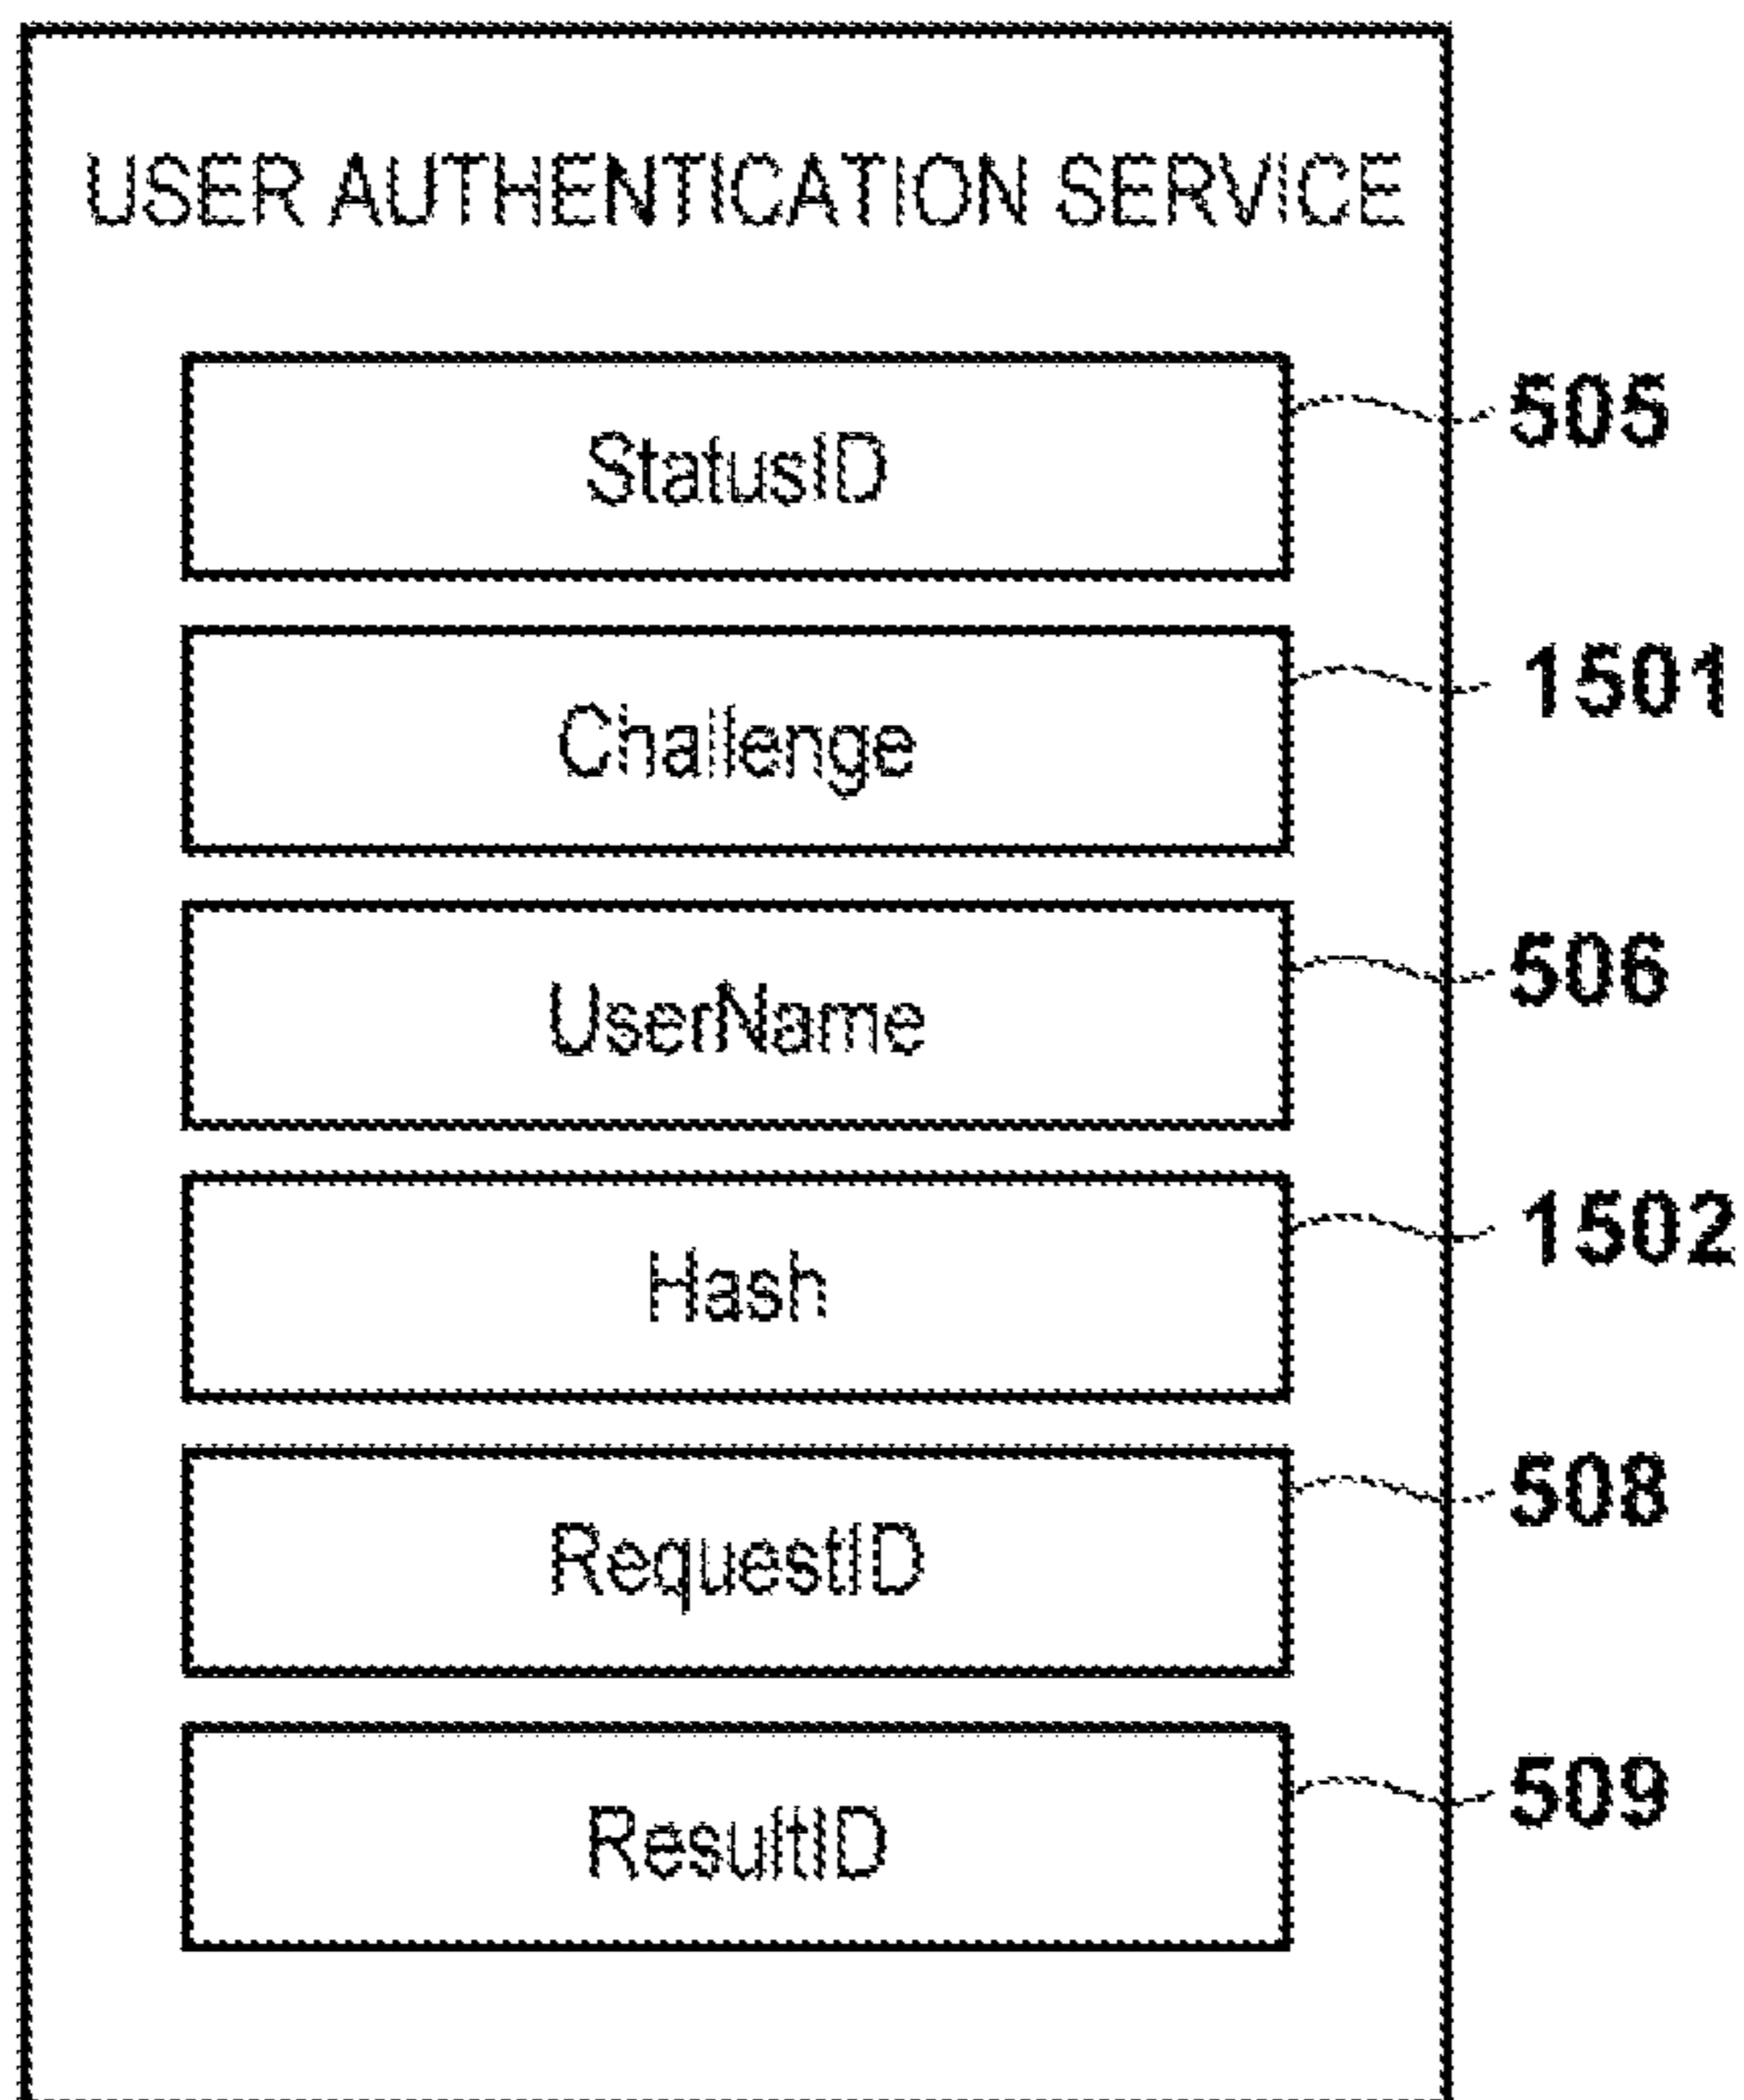 USER AUTHENTICATION SERVICE
StatusID 505
Challenge 1501
UserName 506
Hash 1502
RequestID 508
ResultID 509